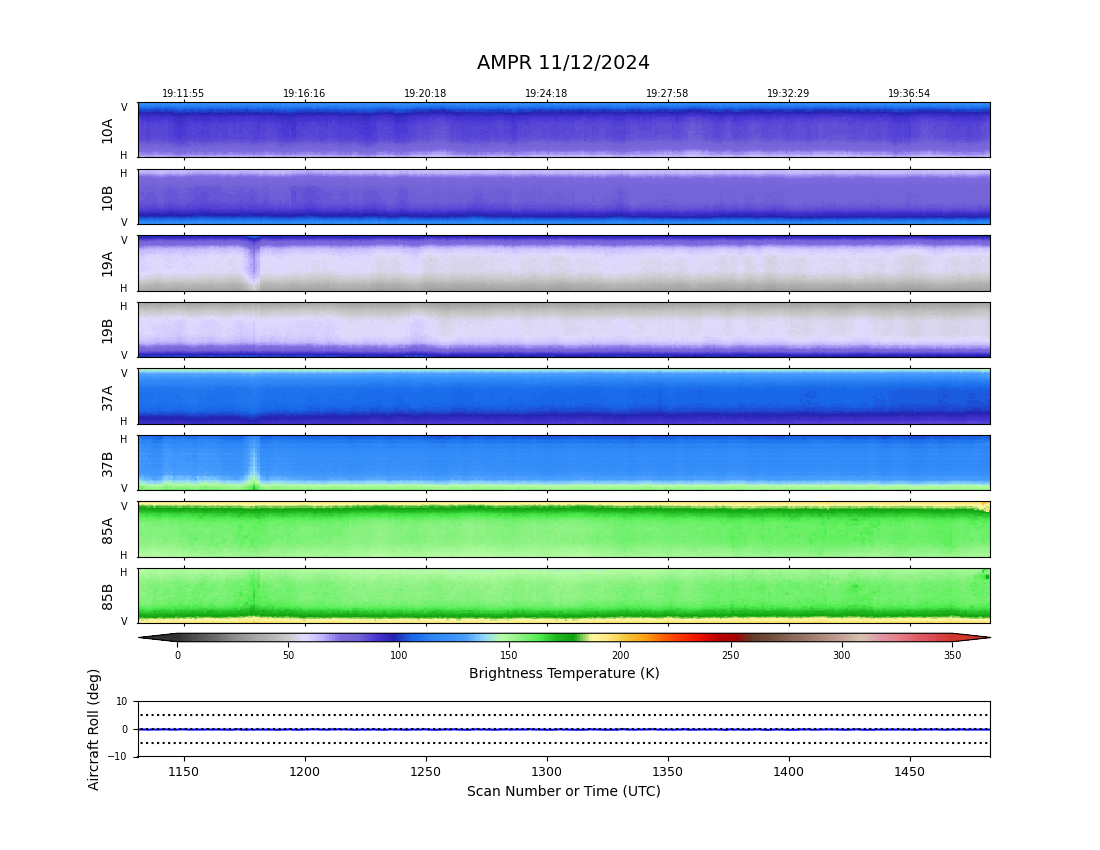 AMPR 11/12/2024
19:11:55 19:16:16 19:20:18 19:24:18 19:27:58 19:32:29 19:36:54
V
10A
H
H
10B
V
V
19A
H
H
19B
V
V
37A
H
H
37B
V
V
85A
H
H
85B
V
0 50 100 150 200 250 300 350
Brightness Temperature (K)
Aircraft Roll (deg)
10
0
−10
1150 1200 1250 1300 1350 1400 1450
Scan Number or Time (UTC)